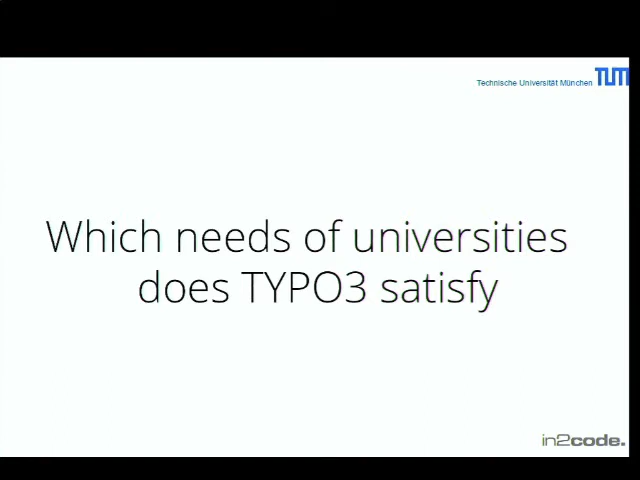 Technische Universität München TUM
Which needs of universities
does TYPO3 satisfy
in2code.